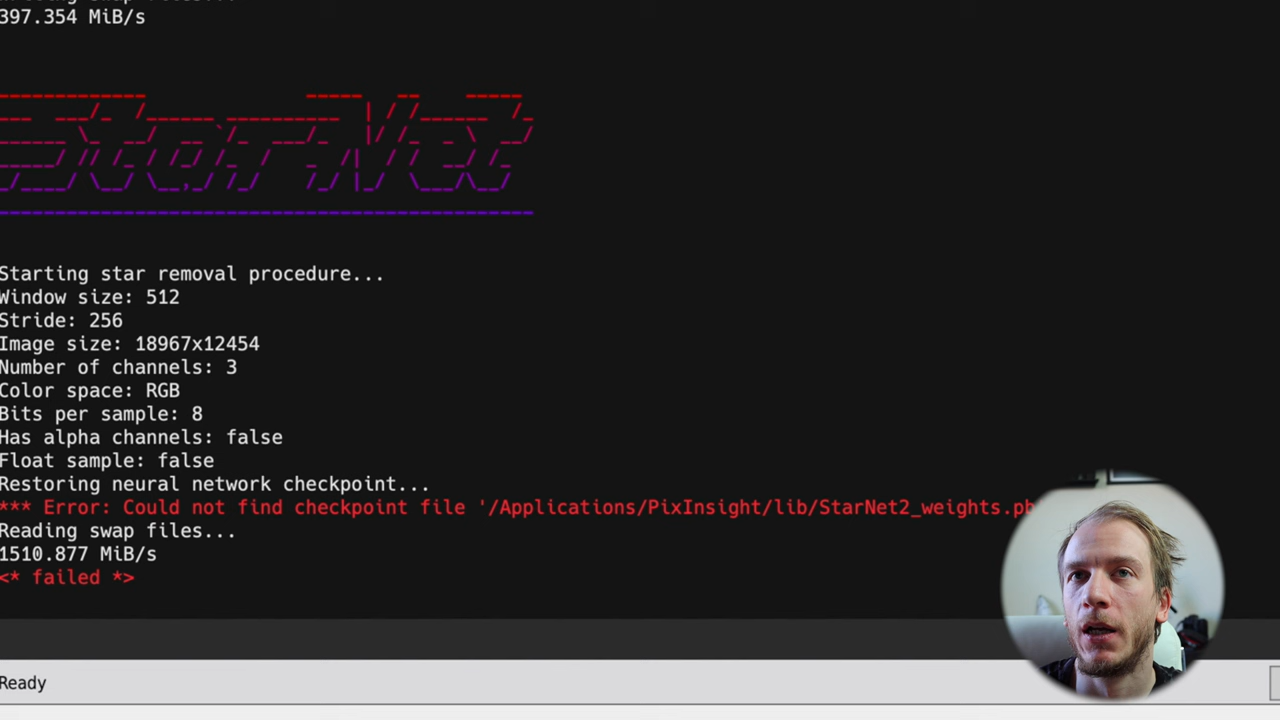 397.354 MiB/s
StarNet
Starting star removal procedure...
Window size: 512
Stride: 256
Image size: 18967x12454
Number of channels: 3
Color space: RGB
Bits per sample: 8
Has alpha channels: false
Float sample: false
Restoring neural network checkpoint...
*** Error: Could not find checkpoint file '/Applications/PixInsight/lib/StarNet2_weights.pb
Reading swap files...
1510.877 MiB/s
<* failed *>
Ready